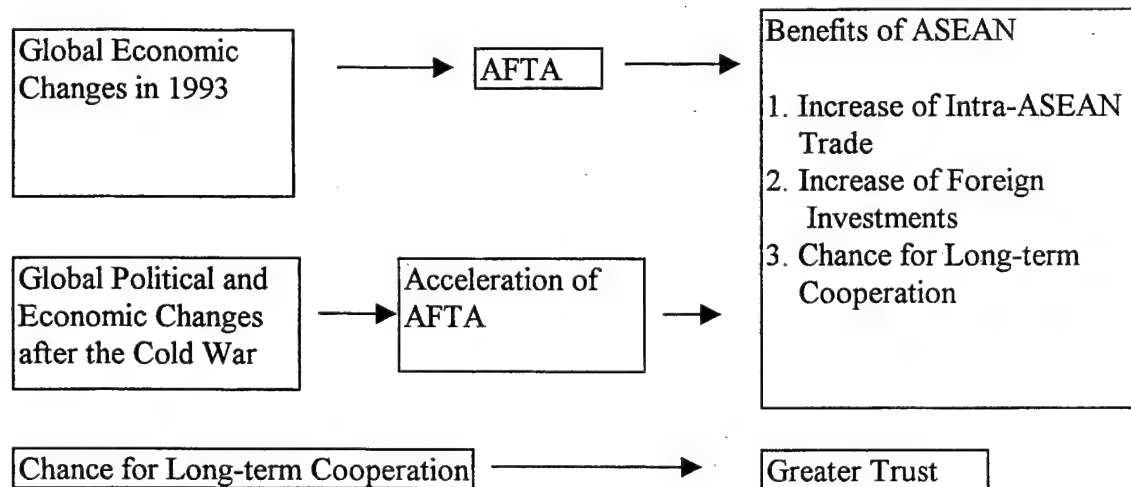 Global Economic
Changes in 1993
AFTA
Benefits of ASEAN
1. Increase of Intra-ASEAN
Trade
2. Increase of Foreign
Investments
3. Chance for Long-term
Cooperation
Global Political and
Economic Changes
after the Cold War
Acceleration of
AFTA
Chance for Long-term Cooperation
Greater Trust